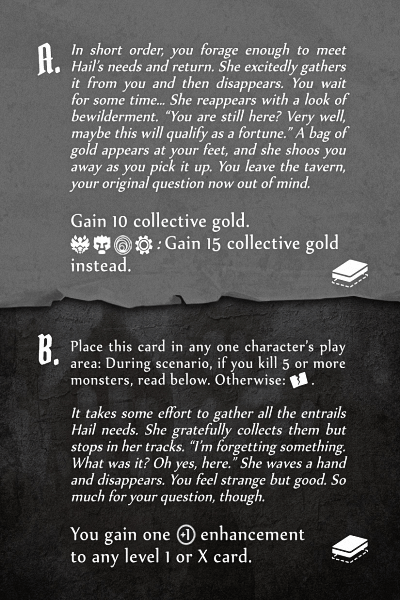 A.
In short order, you forage enough to meet
Hail's needs and return. She excitedly gathers
it from you and then disappears. You wait
for some time... She reappears with a look of
bewilderment. “You are still here? Very well,
maybe this will qualify as a fortune.” A bag of
gold appears at your feet, and she shoos you
away as you pick it up. You leave the tavern,
your original question now out of mind.
Gain 10 collective gold.
: Gain 15 collective gold
instead.
B.
Place this card in any one character's play
area: During scenario, if you kill 5 or more
monsters, read below. Otherwise: .
It takes some effort to gather all the entrails
Hail needs. She gratefully collects them but
stops in her tracks. “I'm forgetting something.
What was it? Oh yes, here.” She waves a hand
and disappears. You feel strange but good. So
much for your question, though.
You gain one +1 enhancement
to any level 1 or X card.